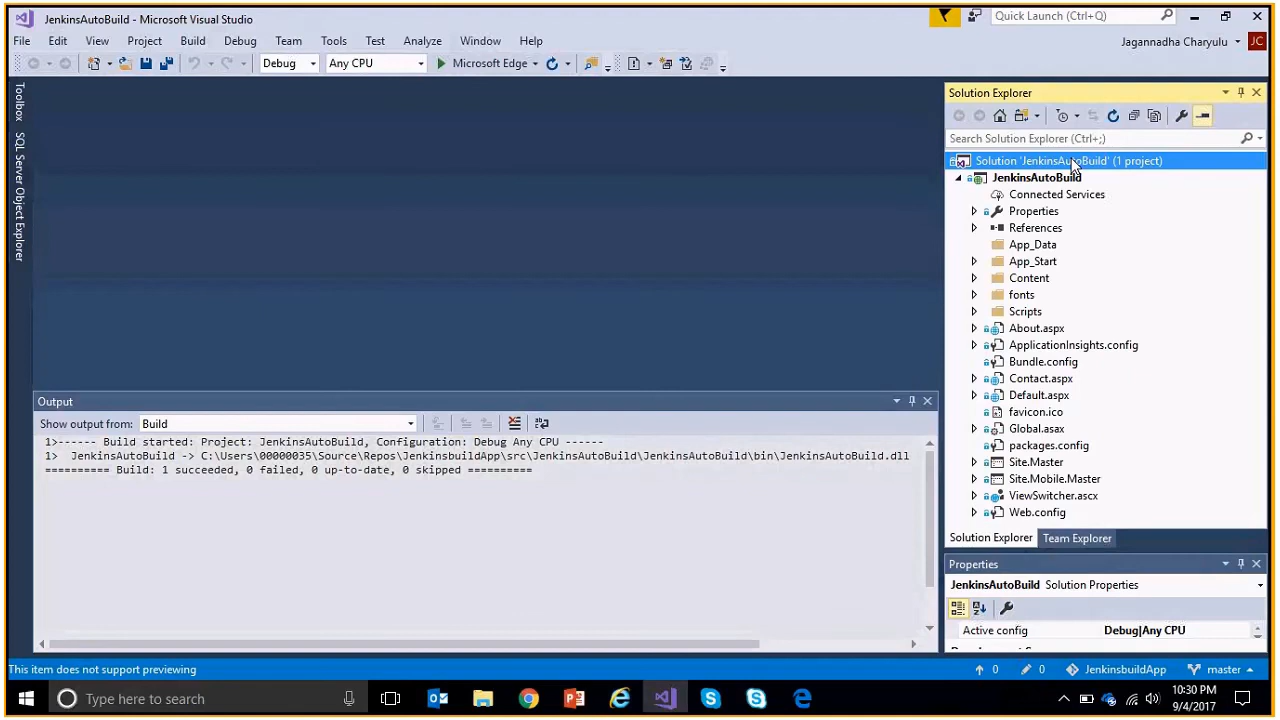 JenkinsAutoBuild - Microsoft Visual Studio
Quick Launch (Ctrl+Q)
File Edit View Project Build Debug Team Tools Test Analyze Window Help
Jagannadha Charyulu JC
Debug Any CPU Microsoft Edge
Toolbox
SQL Server Object Explorer
Solution Explorer
Search Solution Explorer (Ctrl+;)
Solution 'JenkinsAutoBuild' (1 project)
JenkinsAutoBuild
Connected Services
Properties
References
App_Data
App_Start
Content
fonts
Scripts
About.aspx
ApplicationInsights.config
Bundle.config
Contact.aspx
Default.aspx
favicon.ico
Global.asax
packages.config
Site.Master
Site.Mobile.Master
ViewSwitcher.ascx
Web.config
Solution Explorer Team Explorer
Output
Show output from: Build
1>------ Build started: Project: JenkinsAutoBuild, Configuration: Debug Any CPU ------
1>  JenkinsAutoBuild -> C:\Users\00000035\Source\Repos\JenkinsbuildApp\src\JenkinsAutoBuild\JenkinsAutoBuild\bin\JenkinsAutoBuild.dll
========== Build: 1 succeeded, 0 failed, 0 up-to-date, 0 skipped ==========
Properties
JenkinsAutoBuild Solution Properties
Active config Debug|Any CPU
This item does not support previewing
0 0 JenkinsbuildApp master
Type here to search
10:30 PM
9/4/2017